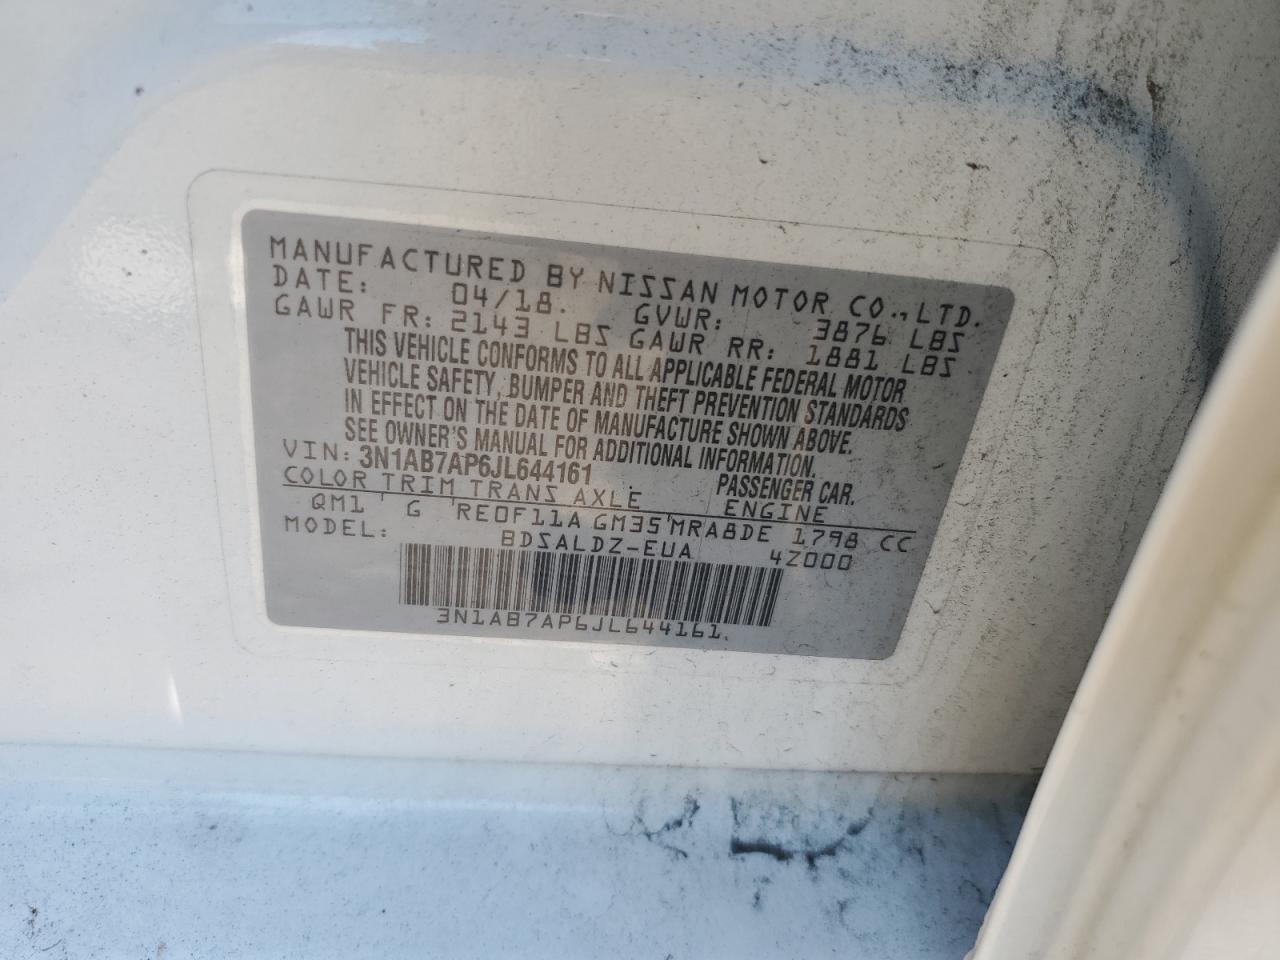 MANUFACTURED BY NISSAN MOTOR CO., LTD.
DATE: 04/18. GVWR: 3876 LBS
GAWR FR: 2143 LBS GAWR RR: 1881 LBS
THIS VEHICLE CONFORMS TO ALL APPLICABLE FEDERAL MOTOR
VEHICLE SAFETY, BUMPER AND THEFT PREVENTION STANDARDS
IN EFFECT ON THE DATE OF MANUFACTURE SHOWN ABOVE.
SEE OWNER'S MANUAL FOR ADDITIONAL INFORMATION.
VIN: 3N1AB7AP6JL644161 PASSENGER CAR.
COLOR TRIM TRANS AXLE ENGINE
QM1 G RE0F11A GM35 MRA8DE 1798 CC
MODEL: BDSALDZ-EUA 4Z000
3N1AB7AP6JL644161.